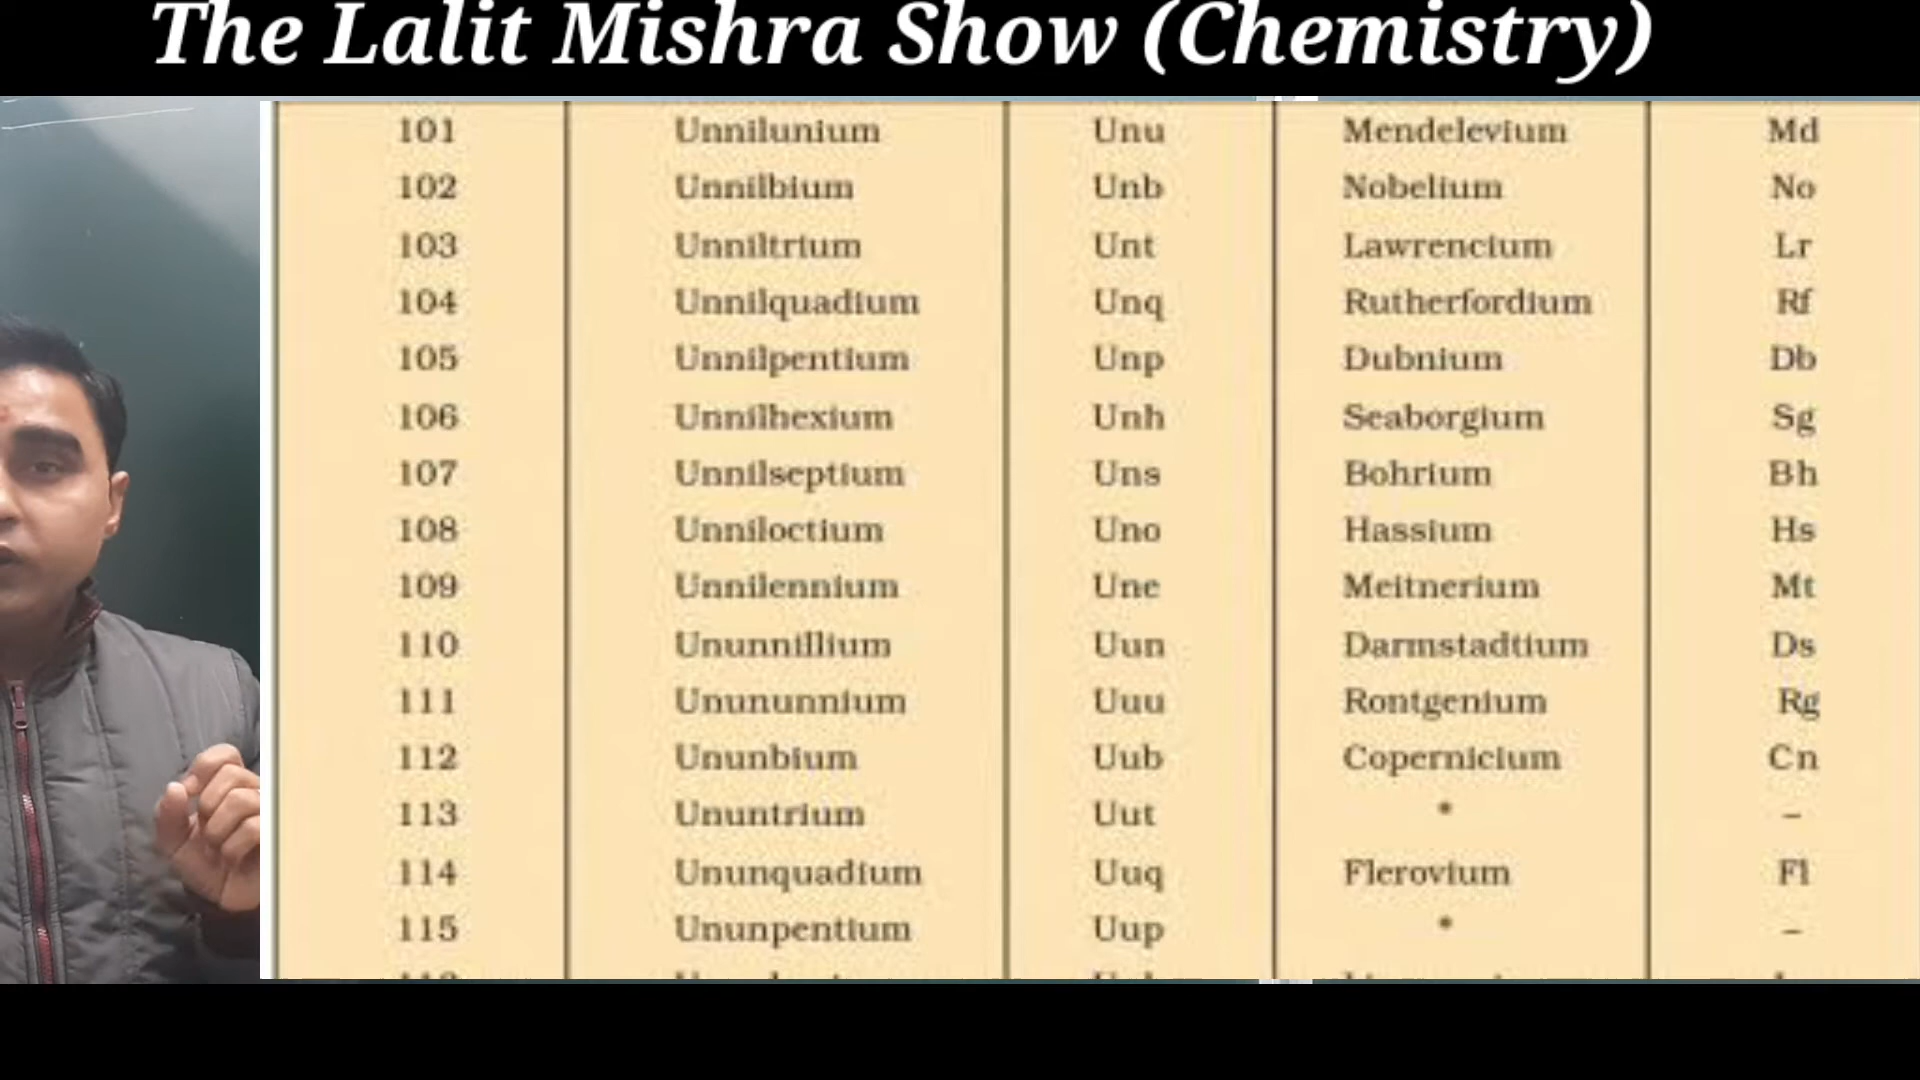 The Lalit Mishra Show (Chemistry)
101 Unnilunium Unu Mendelevium Md
102 Unnilbium Unb Nobelium No
103 Unniltrium Unt Lawrencium Lr
104 Unnilquadium Unq Rutherfordium Rf
105 Unnilpentium Unp Dubnium Db
106 Unnilhexium Unh Seaborgium Sg
107 Unnilseptium Uns Bohrium Bh
108 Unniloctium Uno Hassium Hs
109 Unnilennium Une Meitnerium Mt
110 Ununnillium Uun Darmstadtium Ds
111 Unununnium Uuu Rontgenium Rg
112 Ununbium Uub Copernicium Cn
113 Ununtrium Uut * –
114 Ununquadium Uuq Flerovium Fl
115 Ununpentium Uup * –